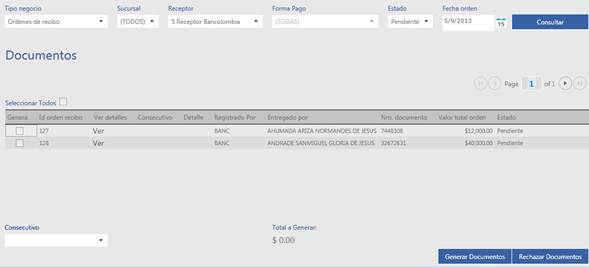 Tipo negocio Sucursal Receptor Forma Pago Estado Fecha orden
Ordenes de recibo (TODOS) 5 Receptor Bancolombia (TODAS) Pendiente 5/9/2013 15 Consultar
Documentos
Page 1 of 1
Seleccionar Todos
Genera Id orden recibo Ver detalles Consecutivo Detalle Registrado Por Entregado por Nro. documento Valor total orden Estado
127 Ver BANC AHUMADA ARIZA NORMANDES DE JESUS 7448308 $12,000.00 Pendiente
128 Ver BANC ANDRADE SANMIGUEL GLORIA DE JESUS 32672631 $40,000.00 Pendiente
Consecutivo Total a Generar:
$ 0.00
Generar Documentos Rechazar Documentos